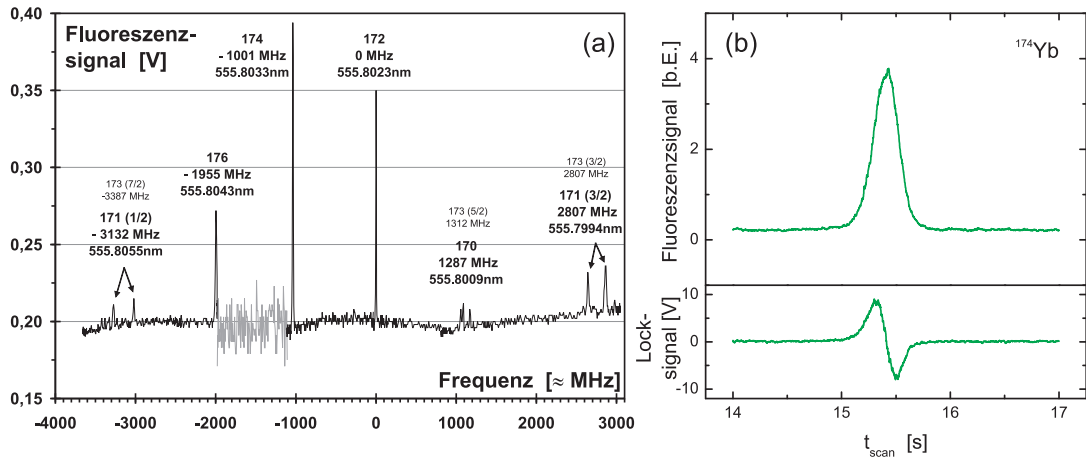 0,40
0,35
0,30
0,25
0,20
0,15
Fluoreszenz-
signal [V]
(a)
174
- 1001 MHz
555.8033nm
172
0 MHz
555.8023nm
176
- 1955 MHz
555.8043nm
173 (7/2)
-3387 MHz
171 (1/2)
- 3132 MHz
555.8055nm
173 (5/2)
1312 MHz
170
1287 MHz
555.8009nm
173 (3/2)
2807 MHz
171 (3/2)
2807 MHz
555.7994nm
Frequenz [≈ MHz]
-4000 -3000 -2000 -1000 0 1000 2000 3000
(b)
¹⁷⁴Yb
Fluoreszenzsignal [b.E.]
4
2
0
Lock-
signal [V]
10
0
-10
14 15 16 17
t_scan [s]